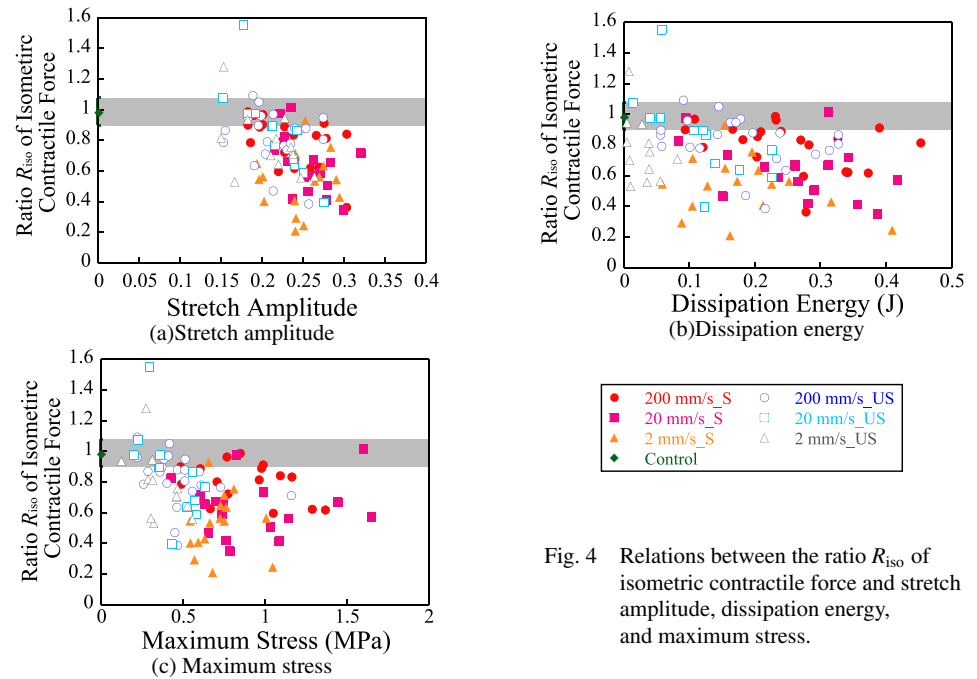 1.6
1.4
1.2
1
0.8
0.6
0.4
0.2
0
Ratio Riso of Isometirc
Contractile Force
0 0.05 0.1 0.15 0.2 0.25 0.3 0.35 0.4
Stretch Amplitude
(a)Stretch amplitude
1.6
1.4
1.2
1
0.8
0.6
0.4
0.2
0
Ratio Riso of Isometirc
Contractile Force
0 0.1 0.2 0.3 0.4 0.5
Dissipation Energy (J)
(b)Dissipation energy
1.6
1.4
1.2
1
0.8
0.6
0.4
0.2
0
Ratio Riso of Isometirc
Contractile Force
0 0.5 1 1.5 2
Maximum Stress (MPa)
(c) Maximum stress
200 mm/s_S 200 mm/s_US
20 mm/s_S 20 mm/s_US
2 mm/s_S 2 mm/s_US
Control
Fig. 4 Relations between the ratio Riso of
isometric contractile force and stretch
amplitude, dissipation energy,
and maximum stress.